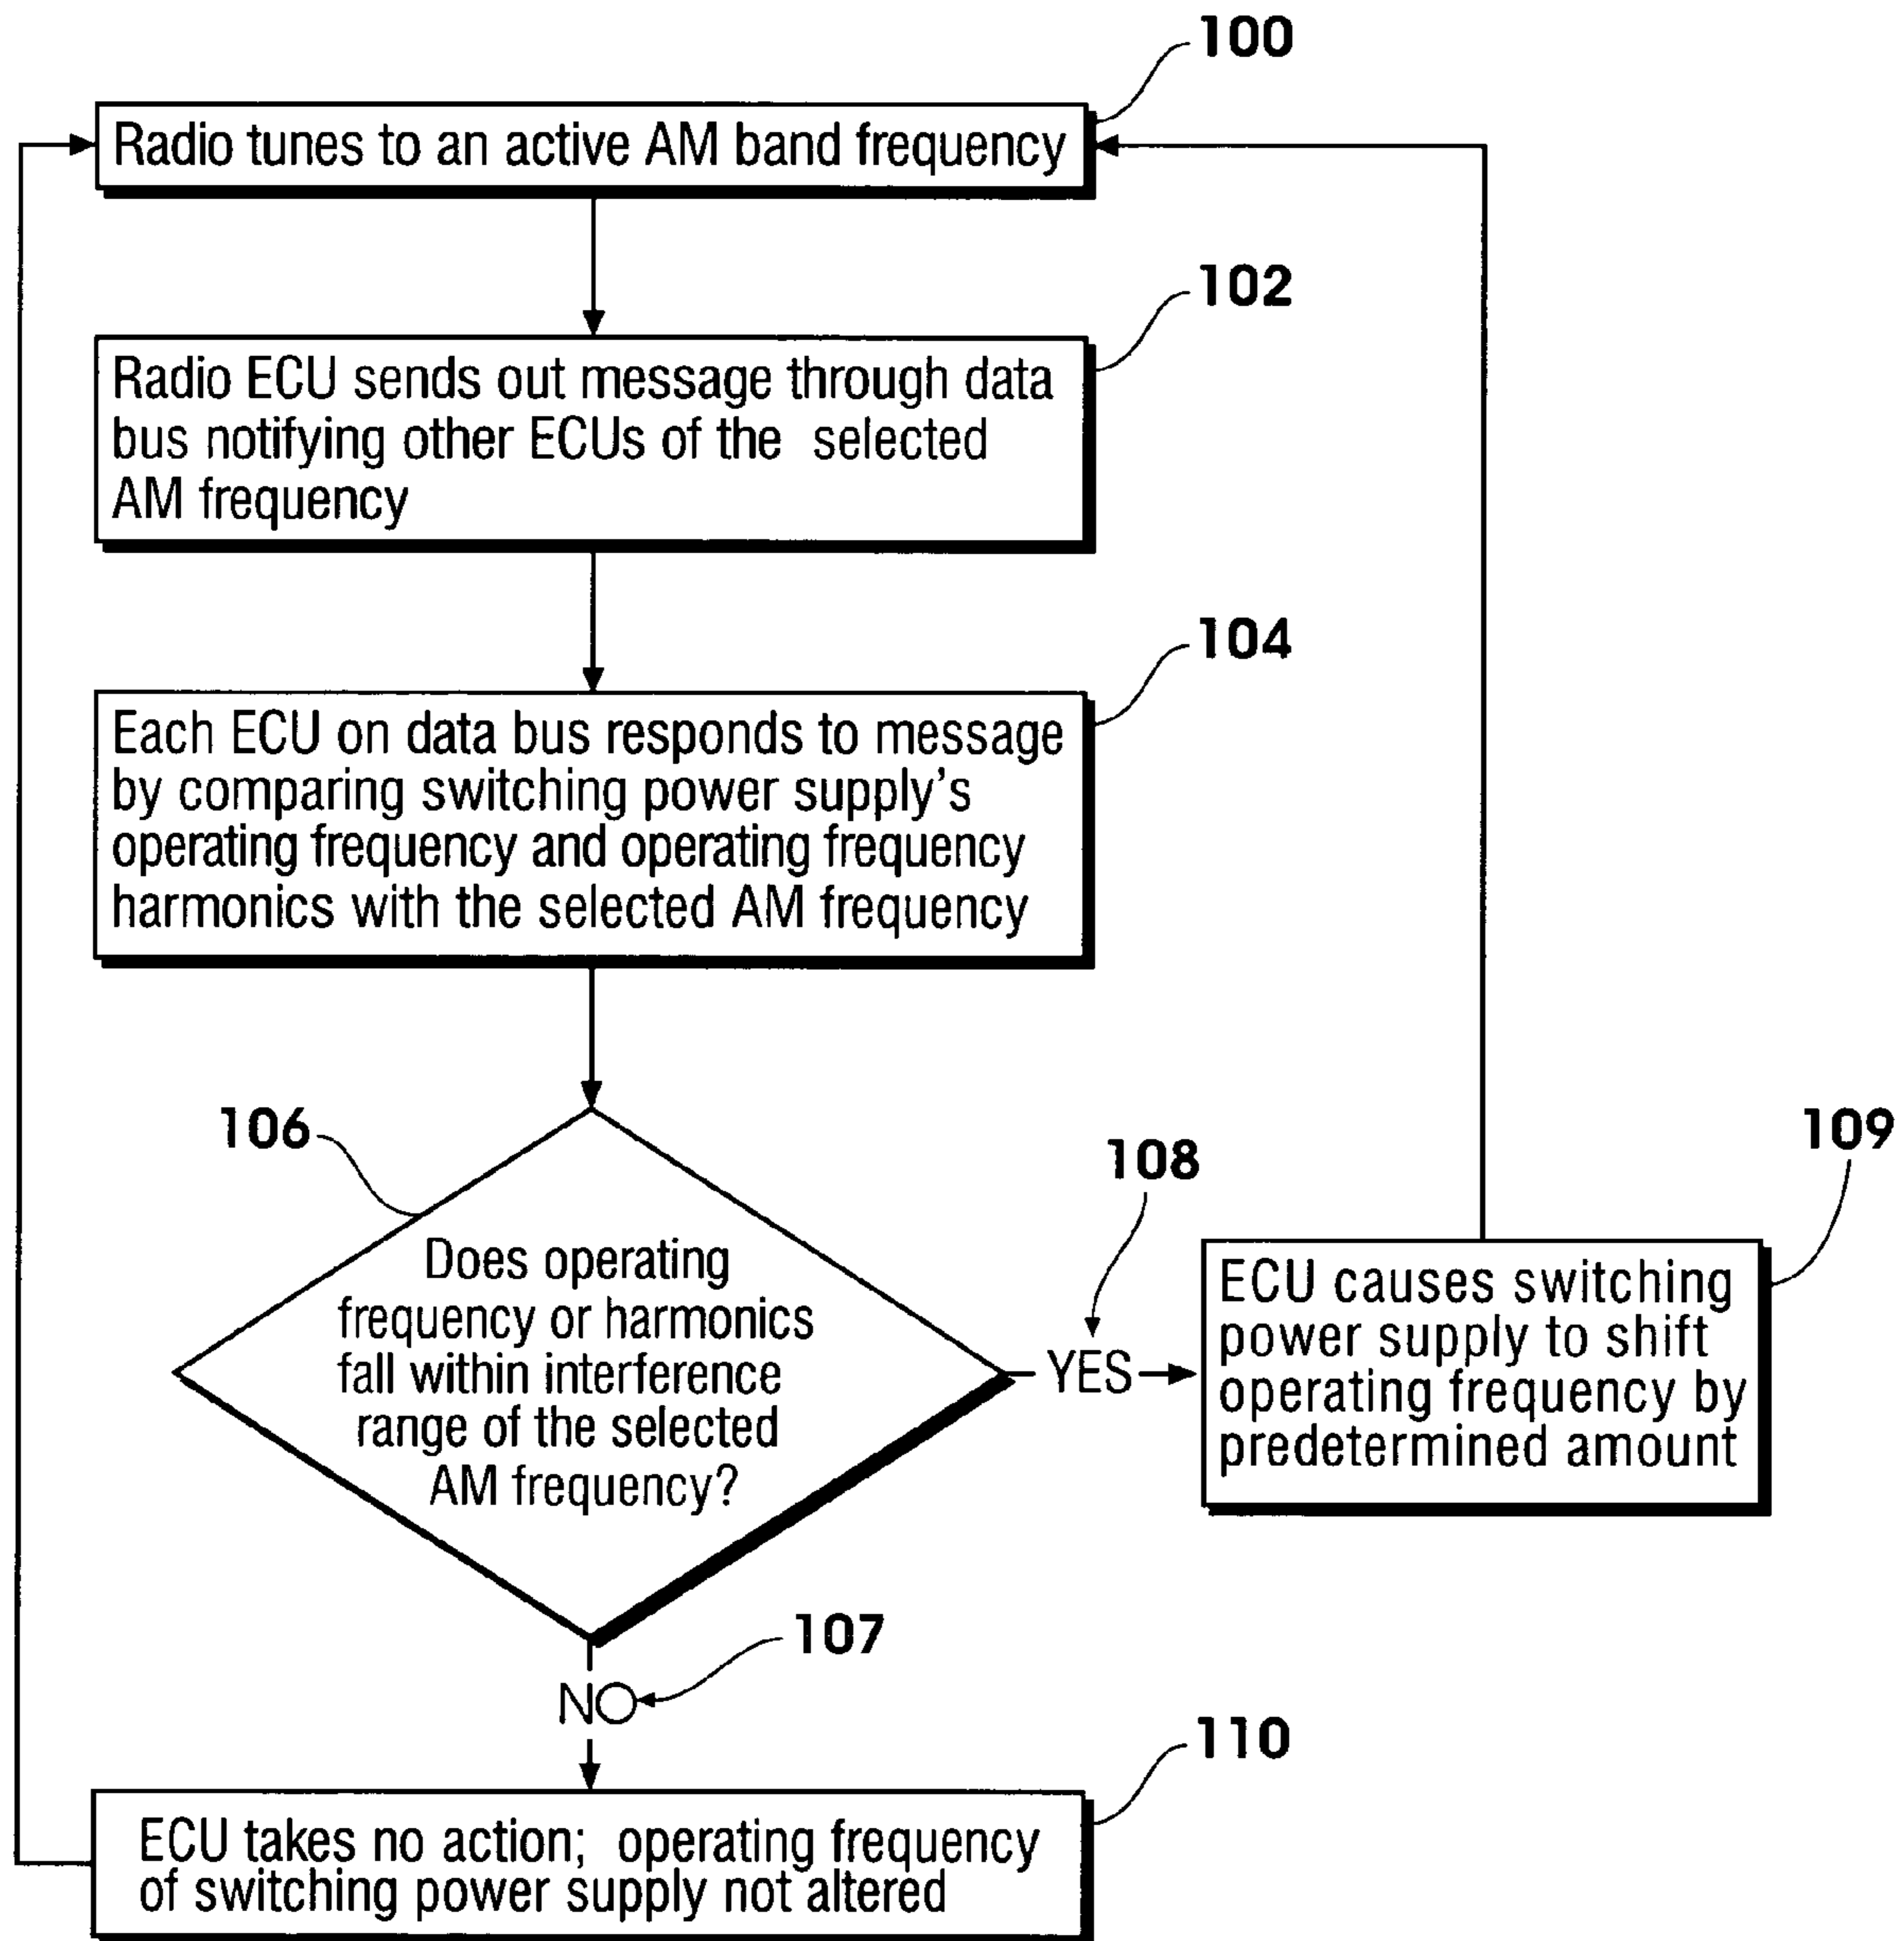 100
Radio tunes to an active AM band frequency
102
Radio ECU sends out message through data
bus notifying other ECUs of the selected
AM frequency
104
Each ECU on data bus responds to message
by comparing switching power supply's
operating frequency and operating frequency
harmonics with the selected AM frequency
106
Does operating
frequency or harmonics
fall within interference
range of the selected
AM frequency?
108
YES
109
ECU causes switching
power supply to shift
operating frequency by
predetermined amount
107
NO
110
ECU takes no action; operating frequency
of switching power supply not altered